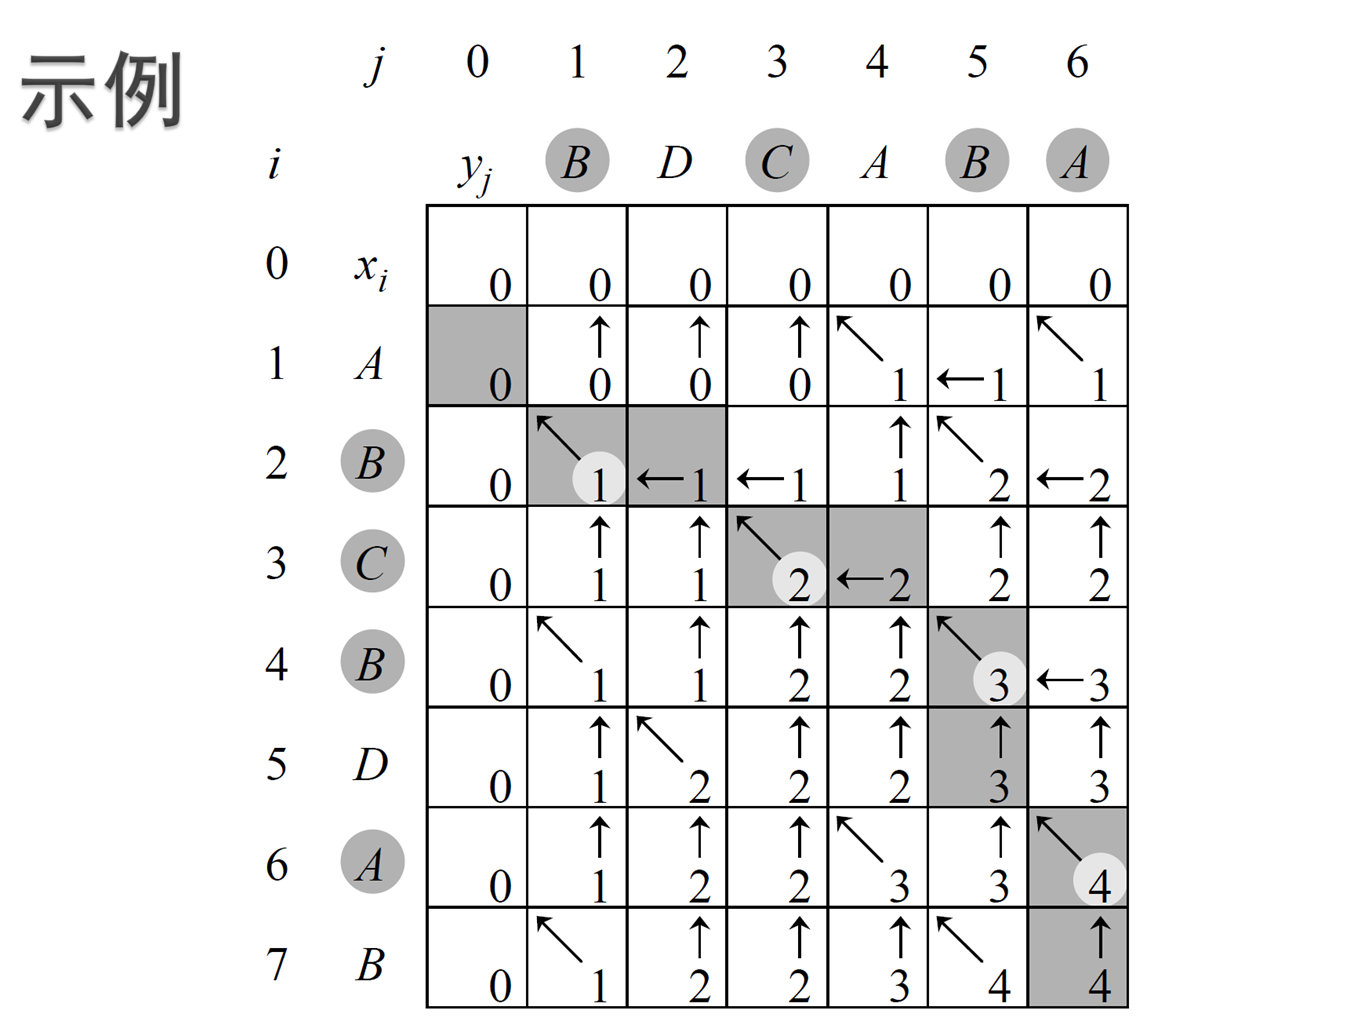 示例
j 0 1 2 3 4 5 6
i yj B D C A B A
0 xi 0 0 0 0 0 0 0
1 A 0 ↑0 ↑0 ↑0 ↖1 ←1 ↖1
2 B 0 ↖1 ←1 ←1 ↑1 ↖2 ←2
3 C 0 ↑1 ↑1 ↖2 ←2 ↑2 ↑2
4 B 0 ↖1 ↑1 ↑2 ↑2 ↖3 ←3
5 D 0 ↑1 ↖2 ↑2 ↑2 ↑3 ↑3
6 A 0 ↑1 ↑2 ↑2 ↖3 ↑3 ↖4
7 B 0 ↖1 ↑2 ↑2 ↑3 ↖4 ↑4